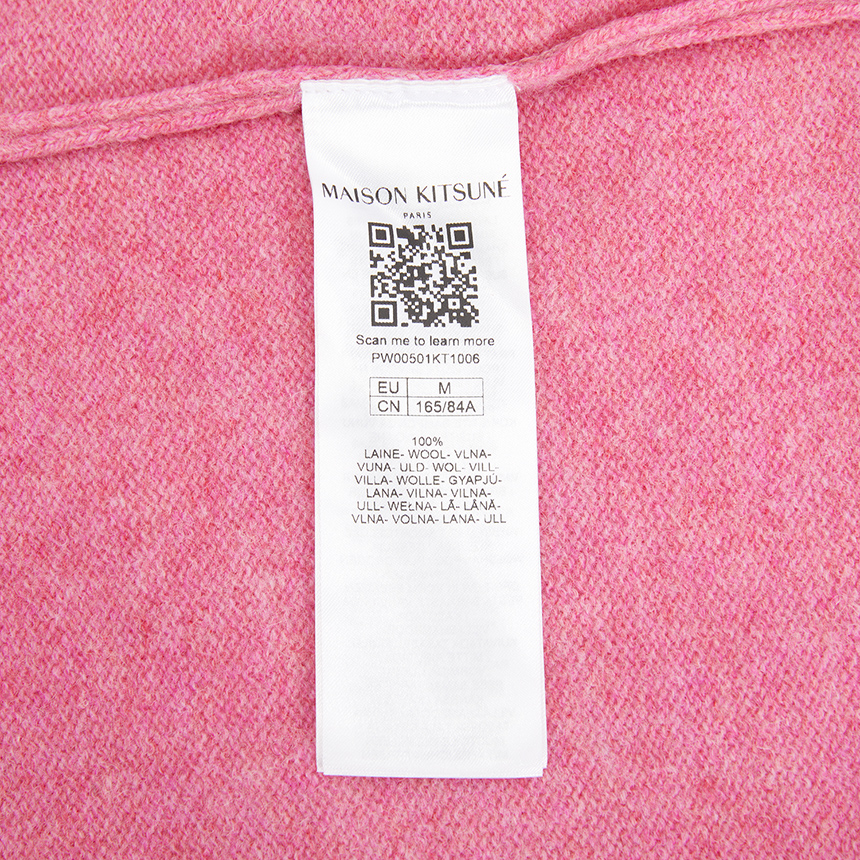 MAISON KITSUNÉ
PARIS
Scan me to learn more
PW00501KT1006
EU M
CN 165/84A
100%
LAINE- WOOL- VLNA-
VUNA- ULD- WOL- VILL-
VILLA- WOLLE- GYAPJÚ-
LANA- VILNA- VILNA-
ULL- WEŁNA- LÃ- LÂNĂ-
VLNA- VOLNA- LANA- ULL